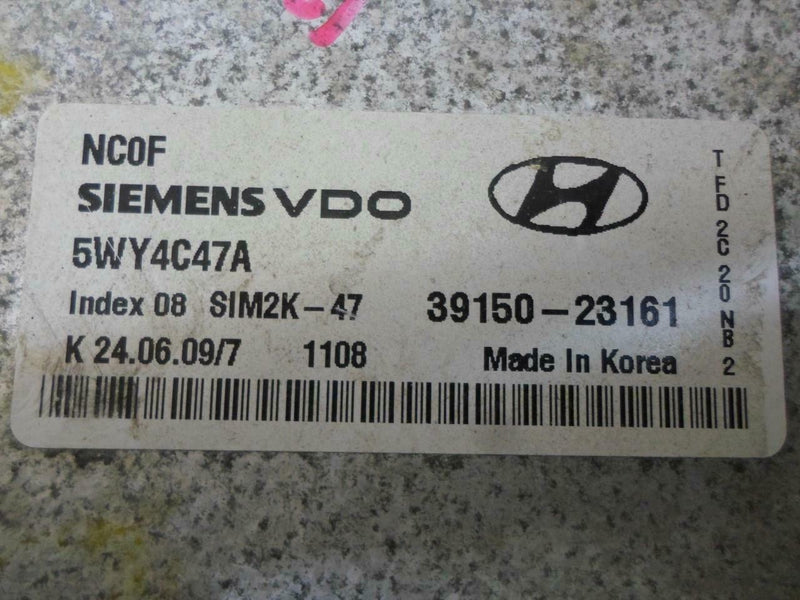 NC0F
SIEMENS VDO
5WY4C47A
Index 08 SIM2K-47 39150-23161
K 24.06.09/7 1108 Made In Korea
T FD 2C 20 NB 2